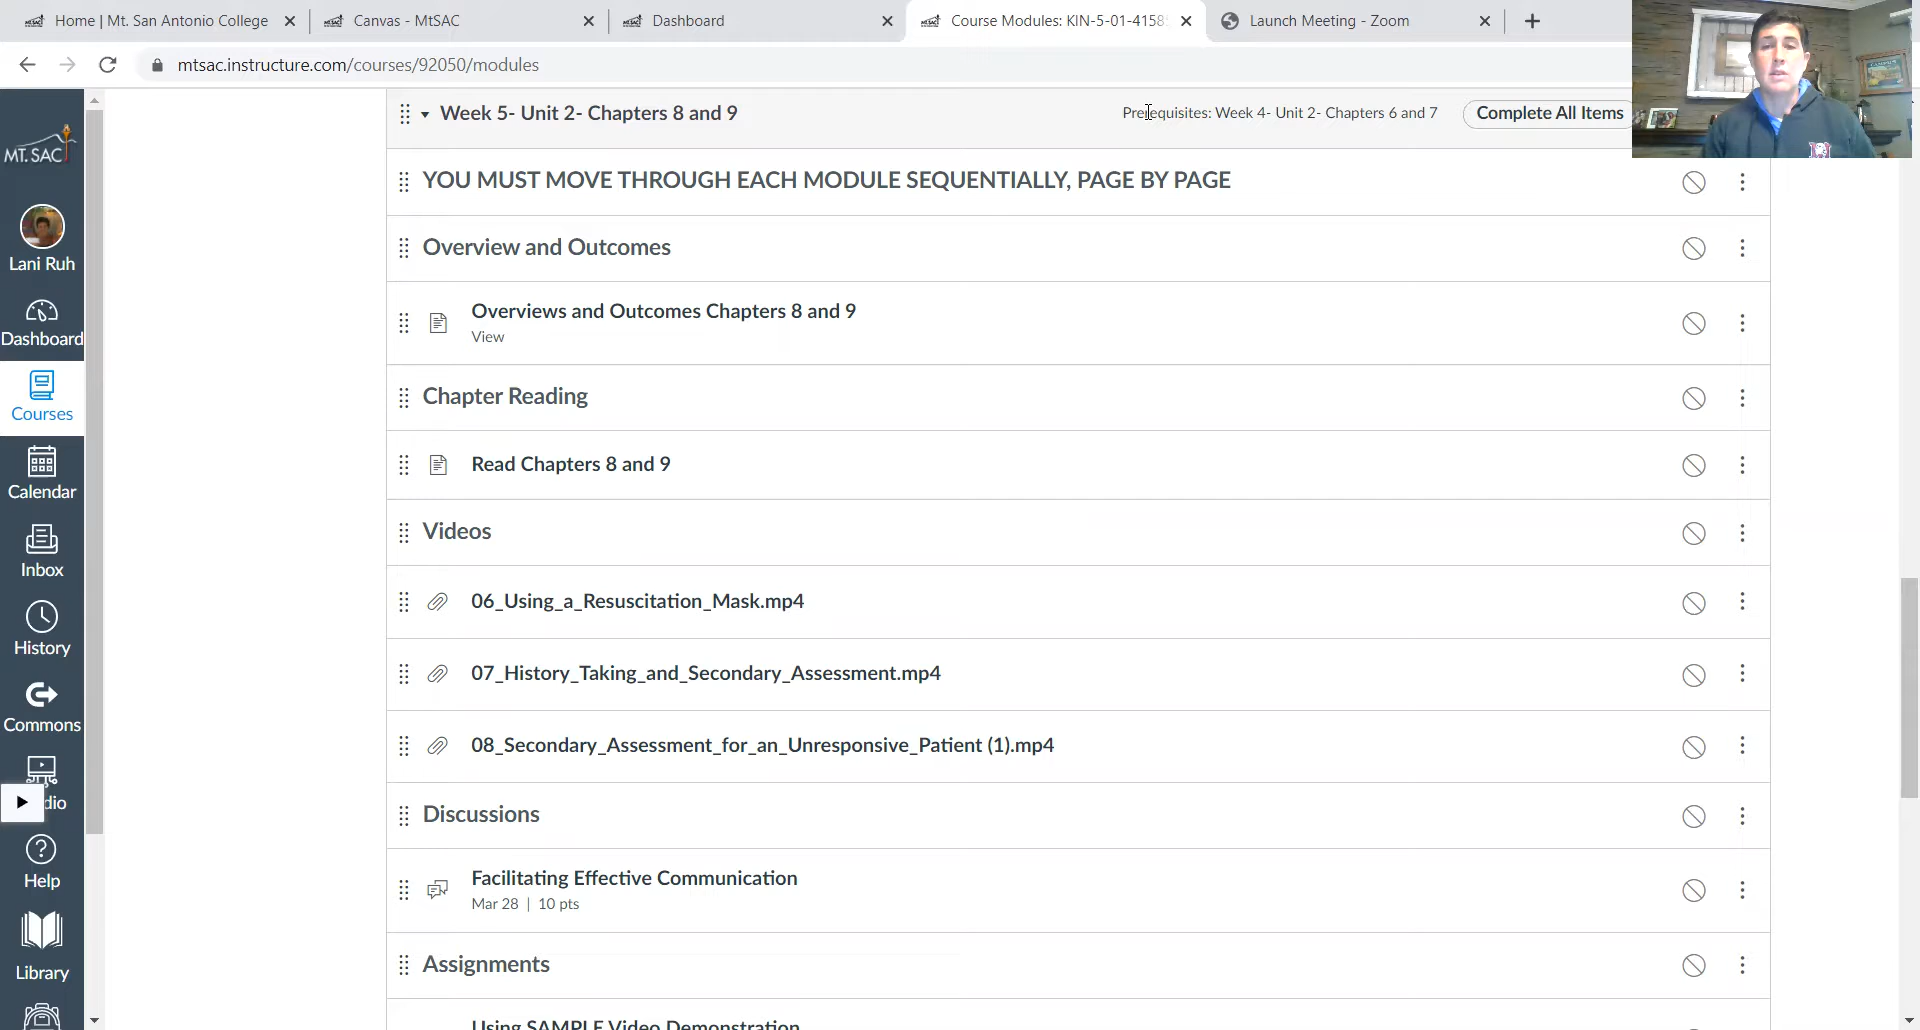 Home | Mt. San Antonio College
Canvas - MtSAC
Dashboard
Course Modules: KIN-5-01-4158
Launch Meeting - Zoom
mtsac.instructure.com/courses/92050/modules
MT. SAC
Lani Ruh
Dashboard
Courses
Calendar
Inbox
History
Commons
dio
Help
Library
Week 5- Unit 2- Chapters 8 and 9
Prerequisites: Week 4- Unit 2- Chapters 6 and 7
Complete All Items
YOU MUST MOVE THROUGH EACH MODULE SEQUENTIALLY, PAGE BY PAGE
Overview and Outcomes
Overviews and Outcomes Chapters 8 and 9
View
Chapter Reading
Read Chapters 8 and 9
Videos
06_Using_a_Resuscitation_Mask.mp4
07_History_Taking_and_Secondary_Assessment.mp4
08_Secondary_Assessment_for_an_Unresponsive_Patient (1).mp4
Discussions
Facilitating Effective Communication
Mar 28 | 10 pts
Assignments
Using SAMPLE Video Demonstration